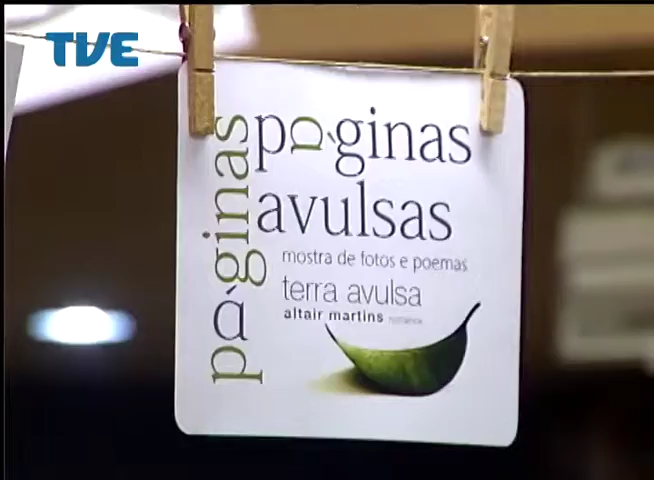 TVE
páginas
páginas
avulsas
mostra de fotos e poemas
terra avulsa
altair martins